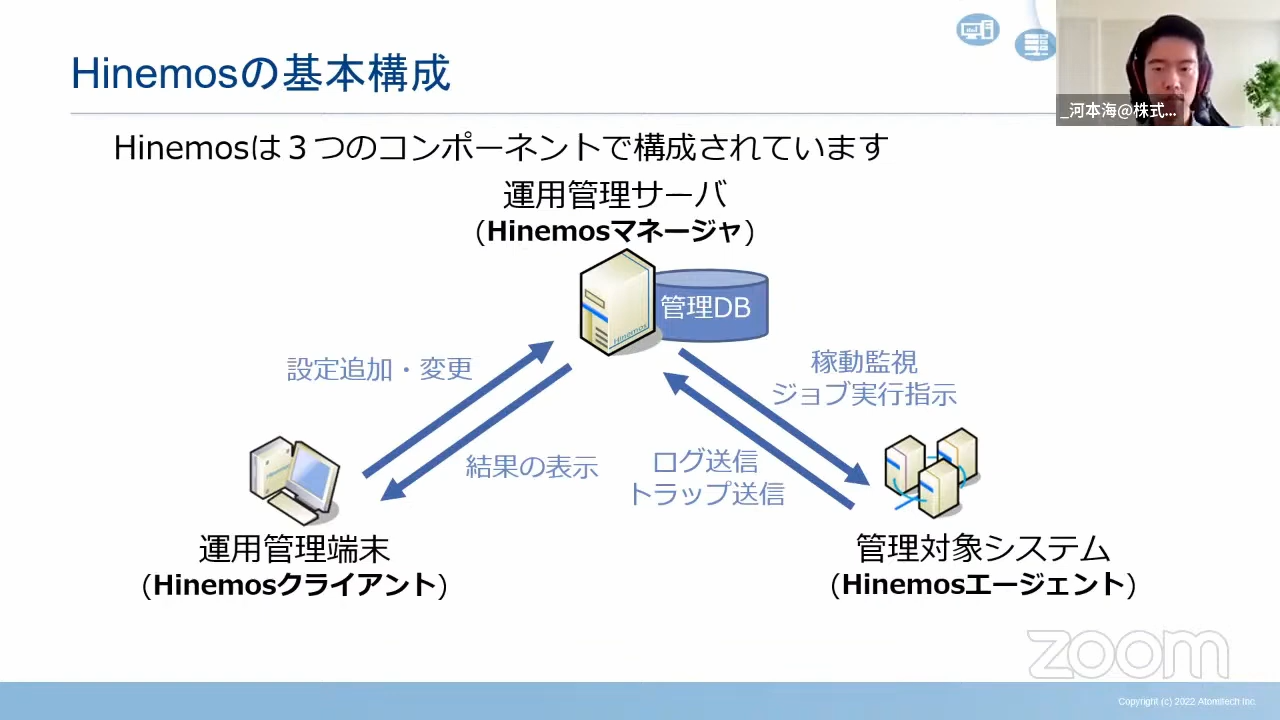 Hinemosの基本構成
_河本海@株式...
Hinemosは３つのコンポーネントで構成されています
運用管理サーバ
(Hinemosマネージャ)
管理DB
Hinemos
設定追加・変更
稼動監視
ジョブ実行指示
結果の表示
ログ送信
トラップ送信
運用管理端末
(Hinemosクライアント)
管理対象システム
(Hinemosエージェント)
zoom
Copyright (c) 2022 Atomitech Inc.